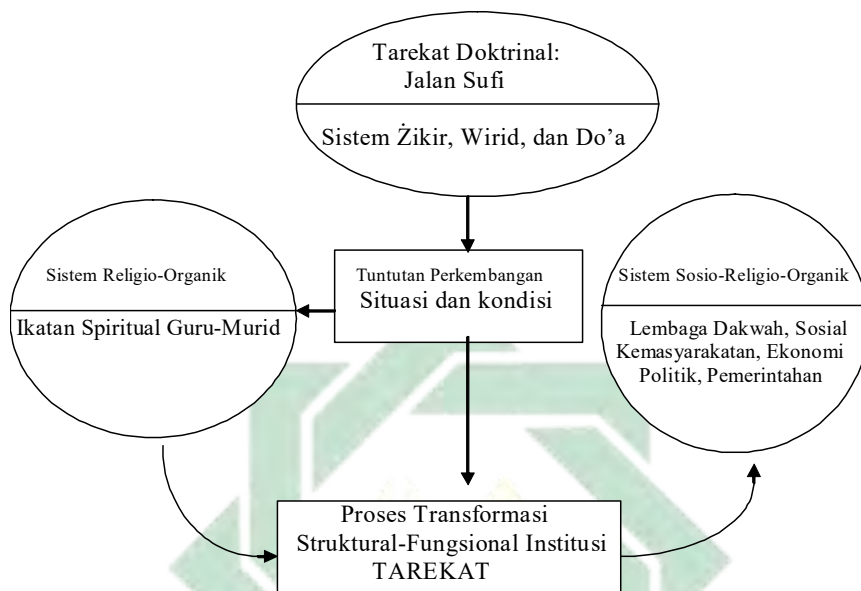 Tarekat Doktrinal:
Jalan Sufi
Sistem Żikir, Wirid, dan Do’a
Sistem Religio-Organik
Ikatan Spiritual Guru-Murid
Tuntutan Perkembangan
Situasi dan kondisi
Sistem Sosio-Religio-Organik
Lembaga Dakwah, Sosial
Kemasyarakatan, Ekonomi
Politik, Pemerintahan
Proses Transformasi
Struktural-Fungsional Institusi
TAREKAT